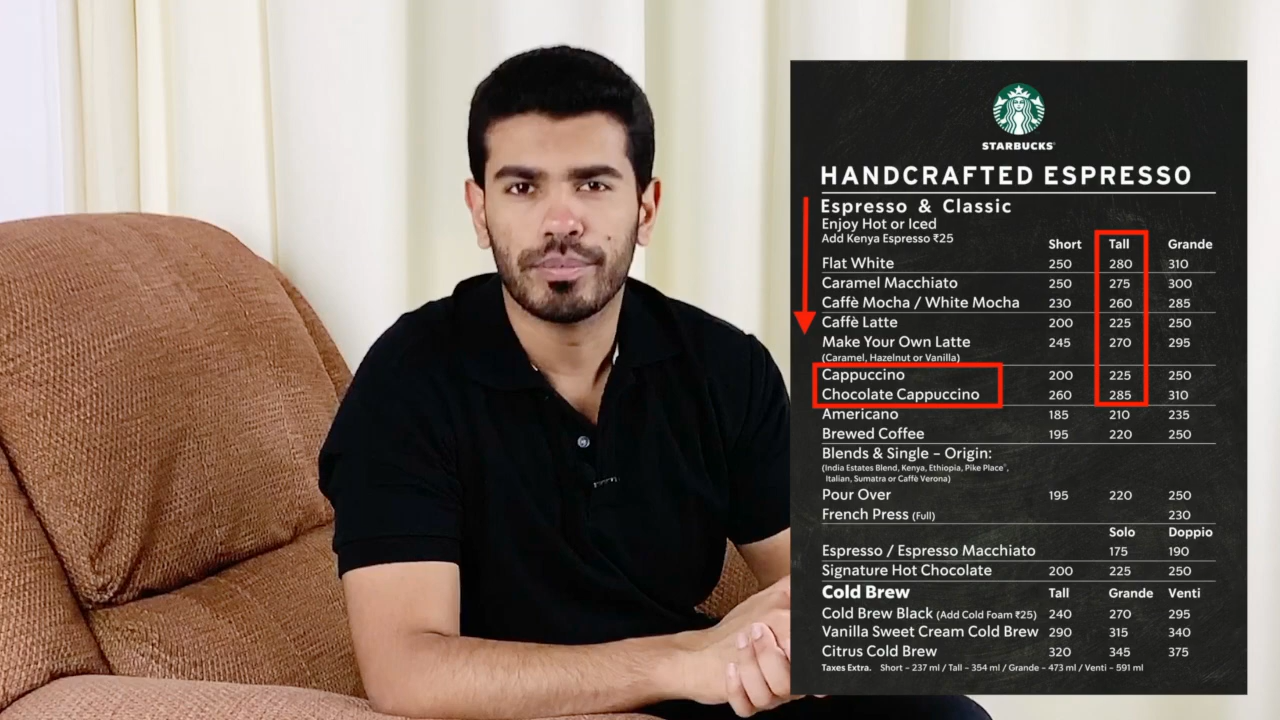 STARBUCKS
HANDCRAFTED ESPRESSO
Espresso & Classic
Enjoy Hot or Iced
Add Kenya Espresso ₹25
Short Tall Grande
Flat White 250 280 310
Caramel Macchiato 250 275 300
Caffè Mocha / White Mocha 230 260 285
Caffè Latte 200 225 250
Make Your Own Latte 245 270 295
(Caramel, Hazelnut or Vanilla)
Cappuccino 200 225 250
Chocolate Cappuccino 260 285 310
Americano 185 210 235
Brewed Coffee 195 220 250
Blends & Single – Origin:
(India Estates Blend, Kenya, Ethiopia, Pike Place®,
Italian, Sumatra or Caffè Verona)
Pour Over 195 220 250
French Press (Full) 230
Solo Doppio
Espresso / Espresso Macchiato 175 190
Signature Hot Chocolate 200 225 250
Cold Brew Tall Grande Venti
Cold Brew Black (Add Cold Foam ₹25) 240 270 295
Vanilla Sweet Cream Cold Brew 290 315 340
Citrus Cold Brew 320 345 375
Taxes Extra. Short – 237 ml / Tall – 354 ml / Grande – 473 ml / Venti – 591 ml